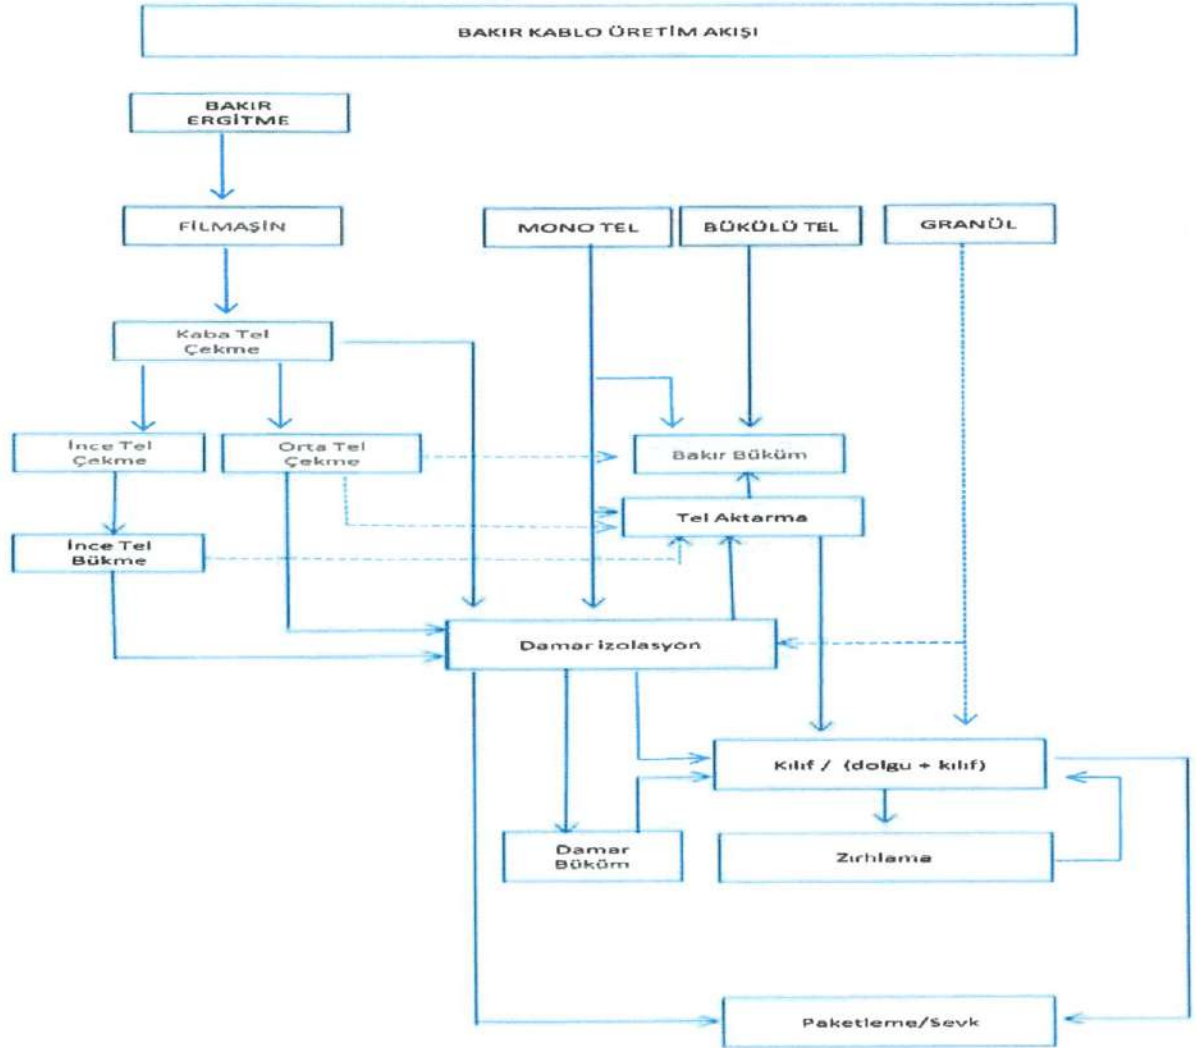 BAKIR KABLO ÜRETİM AKIŞI
BAKIR
ERGİTME
FİLMAŞİN
MONO TEL
BÜKÜLÜ TEL
GRANÜL
Kaba Tel
Çekme
İnce Tel
Çekme
Orta Tel
Çekme
Bakır Büküm
Tel Aktarma
İnce Tel
Bükme
Damar izolasyon
Kılıf / (dolgu + kılıf)
Damar
Büküm
Zırhlama
Paketleme/Sevk